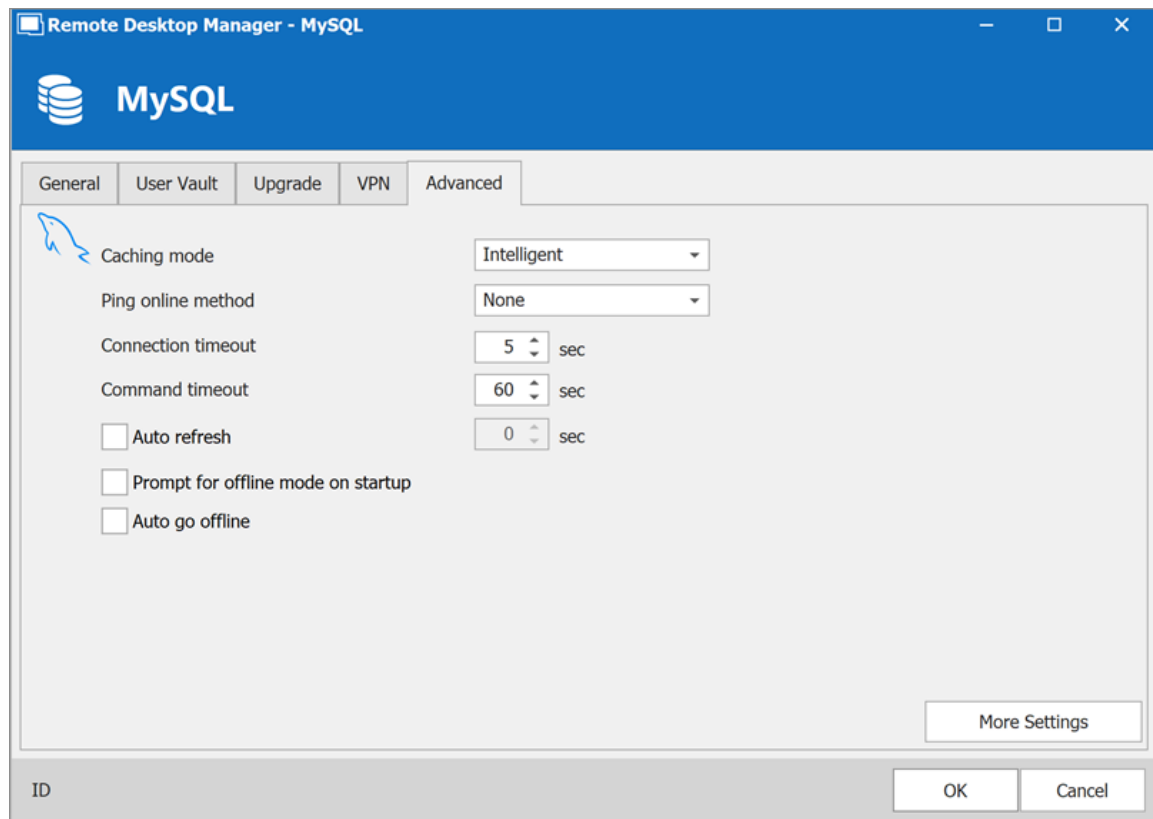 Remote Desktop Manager - MySQL
MySQL
General User Vault Upgrade VPN Advanced
Caching mode Intelligent
Ping online method None
Connection timeout 5 sec
Command timeout 60 sec
Auto refresh 0 sec
Prompt for offline mode on startup
Auto go offline
More Settings
ID OK Cancel